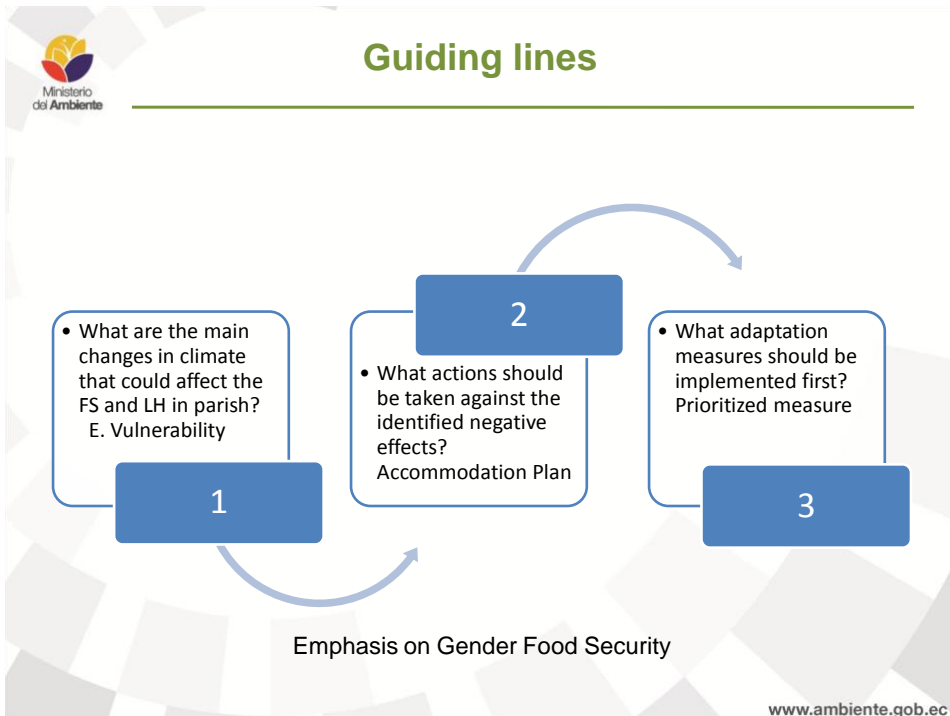 Ministerio
del Ambiente
Guiding lines
• What are the main
changes in climate
that could affect the
FS and LH in parish?
E. Vulnerability
1
2
• What actions should
be taken against the
identified negative
effects?
Accommodation Plan
• What adaptation
measures should be
implemented first?
Prioritized measure
3
Emphasis on Gender Food Security
www.ambiente.gob.ec